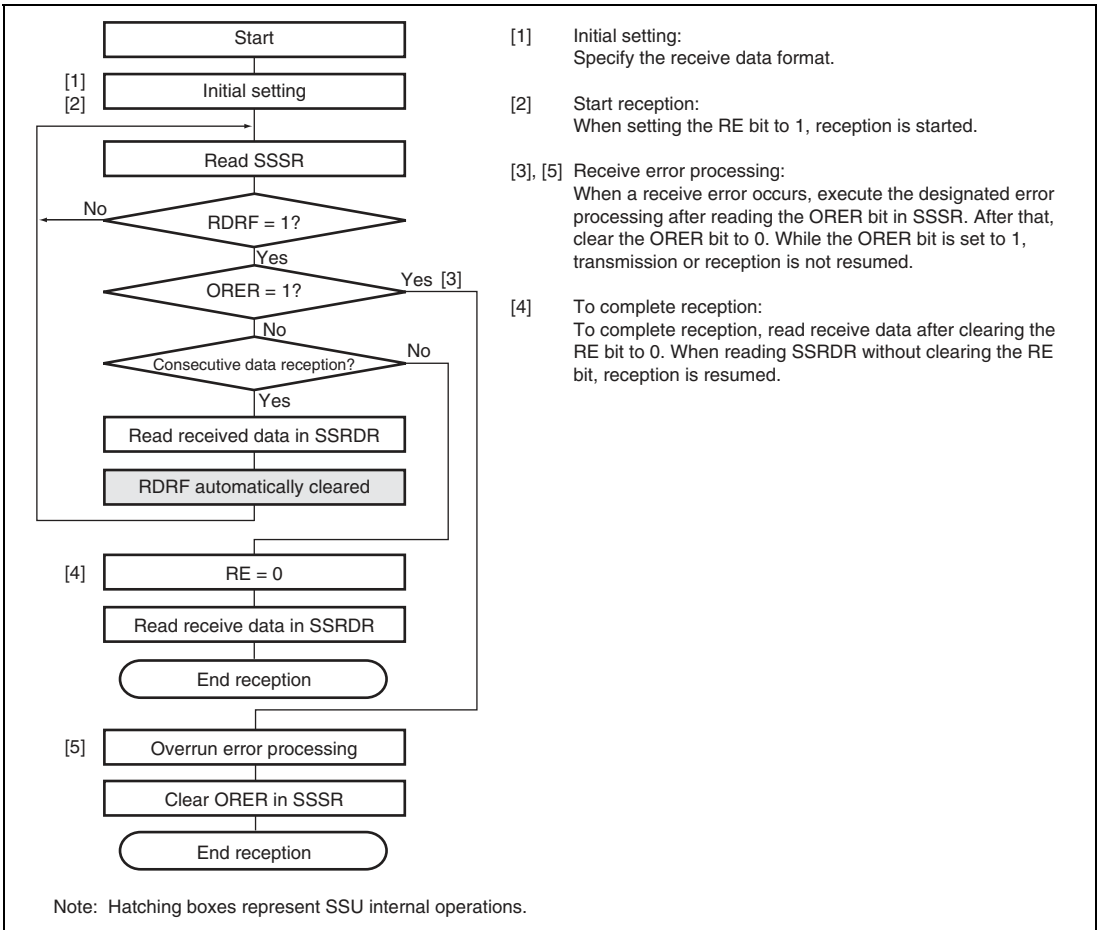 Start
[1]
[2]
Initial setting
Read SSSR
No
RDRF = 1?
Yes
Yes [3]
ORER = 1?
No
No
Consecutive data reception?
Yes
Read received data in SSRDR
RDRF automatically cleared
[4]
RE = 0
Read receive data in SSRDR
End reception
[5]
Overrun error processing
Clear ORER in SSSR
End reception
[1] Initial setting:
Specify the receive data format.
[2] Start reception:
When setting the RE bit to 1, reception is started.
[3], [5] Receive error processing:
When a receive error occurs, execute the designated error
processing after reading the ORER bit in SSSR. After that,
clear the ORER bit to 0. While the ORER bit is set to 1,
transmission or reception is not resumed.
[4] To complete reception:
To complete reception, read receive data after clearing the
RE bit to 0. When reading SSRDR without clearing the RE
bit, reception is resumed.
Note: Hatching boxes represent SSU internal operations.